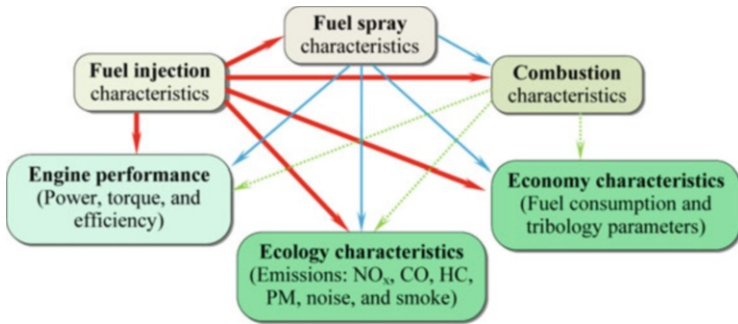 Fuel spray
characteristics
Fuel injection
characteristics
Combustion
characteristics
Engine performance
(Power, torque, and
efficiency)
Economy characteristics
(Fuel consumption and
tribology parameters)
Ecology characteristics
(Emissions: NOₓ, CO, HC,
PM, noise, and smoke)